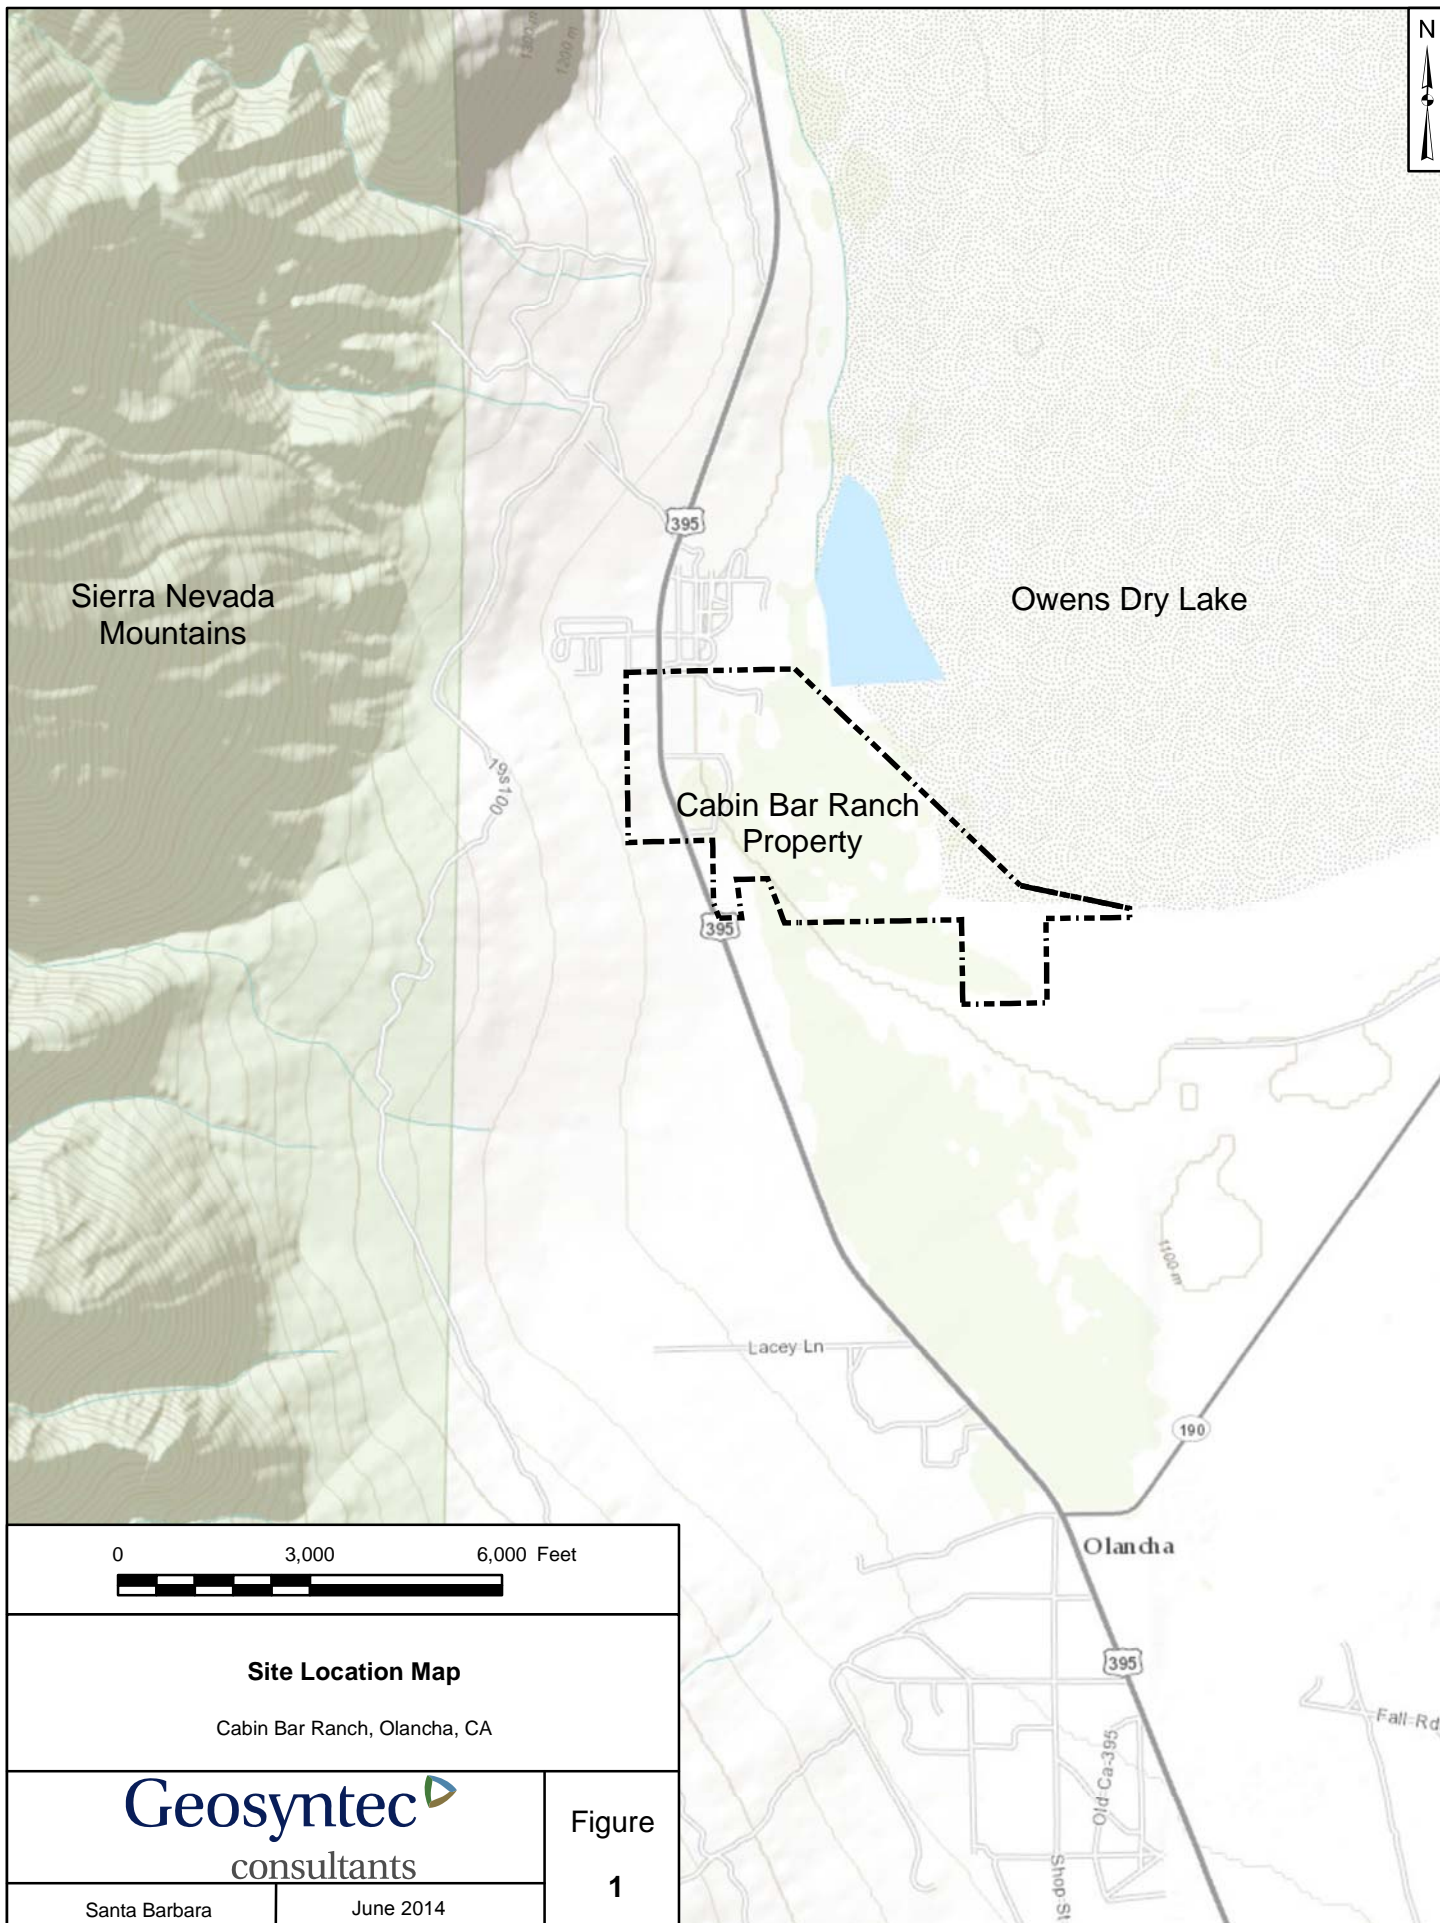 N
1300 m
1200 m
395
Sierra Nevada
Mountains
Owens Dry Lake
19s100
Cabin Bar Ranch
Property
395
1100 m
Lacey Ln
190
Olancha
395
Fall Rd
Old Ca-395
Shop St
0 3,000 6,000 Feet
Site Location Map
Cabin Bar Ranch, Olancha, CA
Geosyntec
consultants
Figure
1
Santa Barbara
June 2014